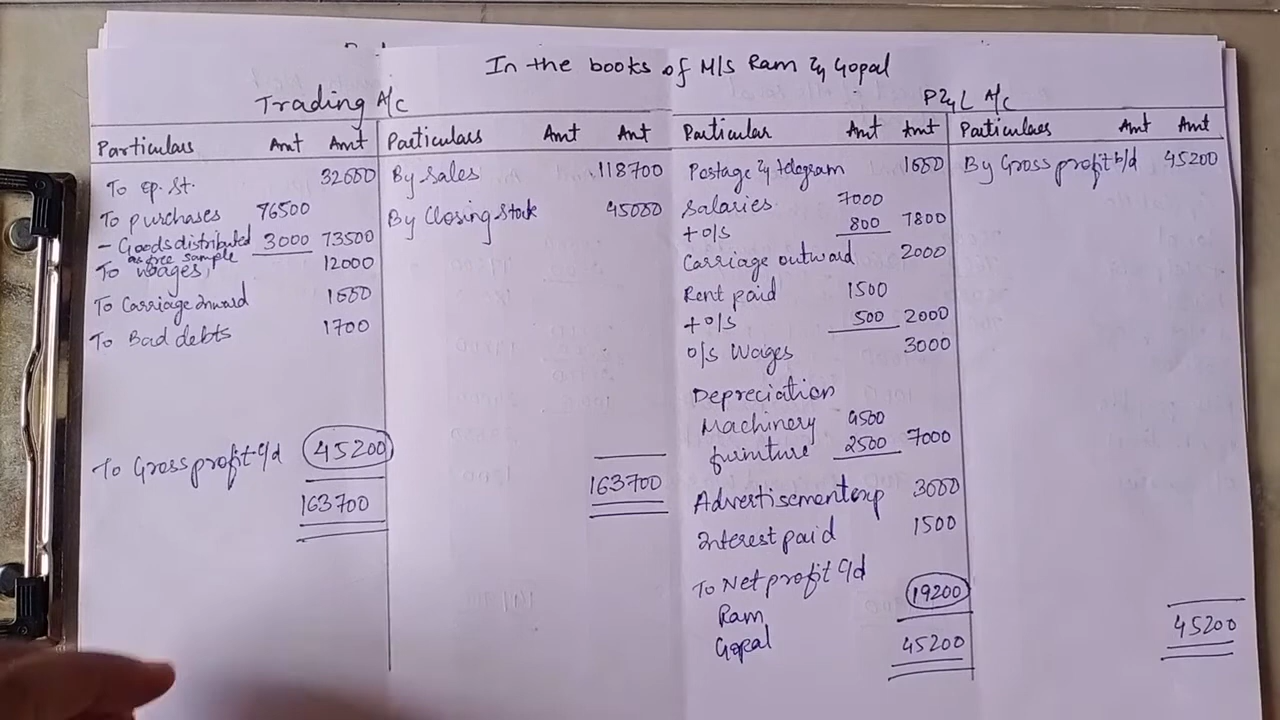 In the books of M/S Ram & Gopal
Trading A/c
Particulars Amt Amt Particulars Amt Amt
To op. St. 32000 By Sales 118700
To purchases 76500 By Closing Stock 45000
- Goods distributed 3000 73500
as free sample
To wages, 12000
To Carriage Inward 1000
To Bad debts 1700
To Gross profit c/d 45200
163700 163700
P&L A/c
Particular Amt Amt Particulars Amt Amt
Postage & telegram 1000 By Gross profit b/d 45200
Salaries 7000
+ o/s 800 7800
Carriage outward 2000
Rent paid 1500
+ o/s 500 2000
o/s Wages 3000
Depreciation
Machinery 4500
furniture 2500 7000
Advertisement exp 3000
Interest paid 1500
To Net profit c/d 19200
Ram
Gopal 45200 45200